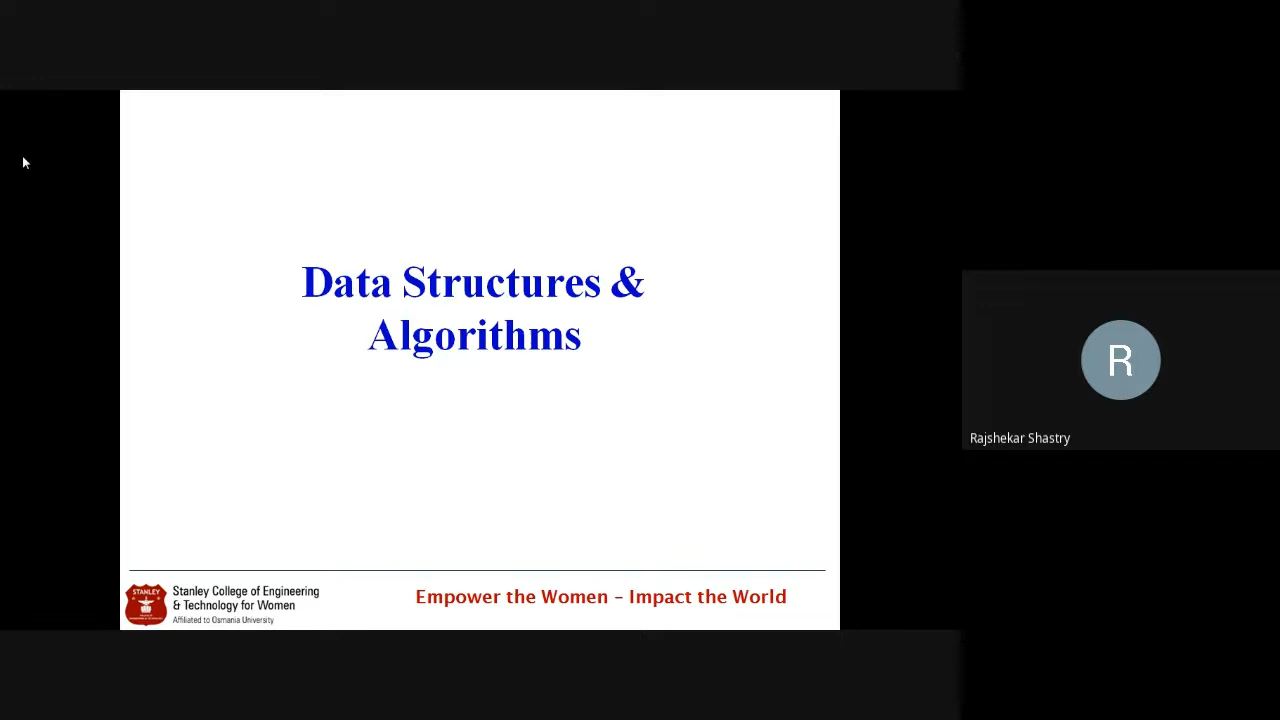 Data Structures &
Algorithms
R
Rajshekar Shastry
STANLEY
Stanley College of Engineering
& Technology for Women
Affiliated to Osmania University
Empower the Women – Impact the World